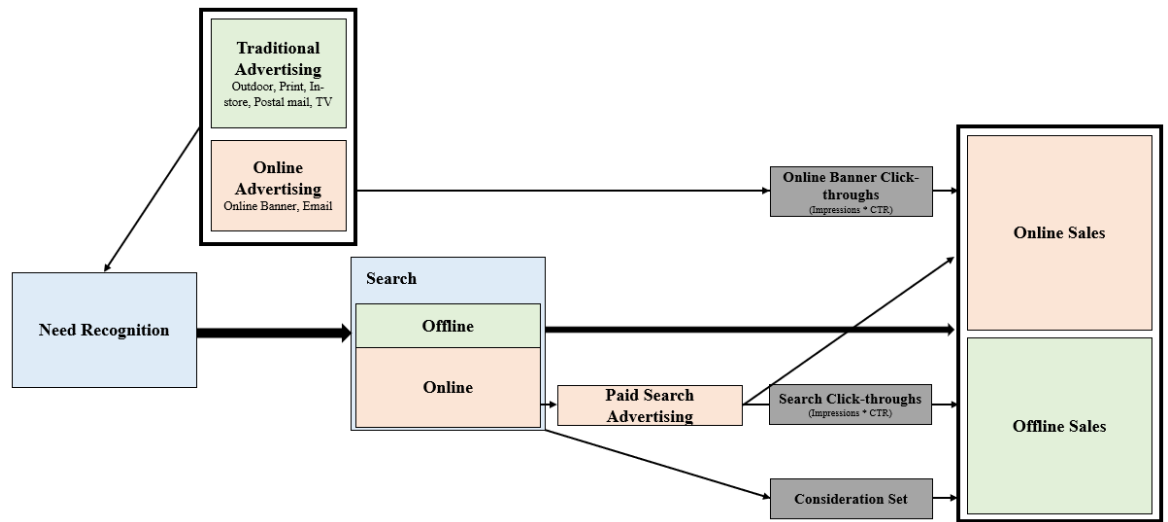 Traditional
Advertising
Outdoor, Print, In-
store, Postal mail, TV
Online
Advertising
Online Banner, Email
Online Banner Click-
throughs
(Impressions * CTR)
Online Sales
Need Recognition
Search
Offline
Online
Paid Search
Advertising
Search Click-throughs
(Impressions * CTR)
Offline Sales
Consideration Set